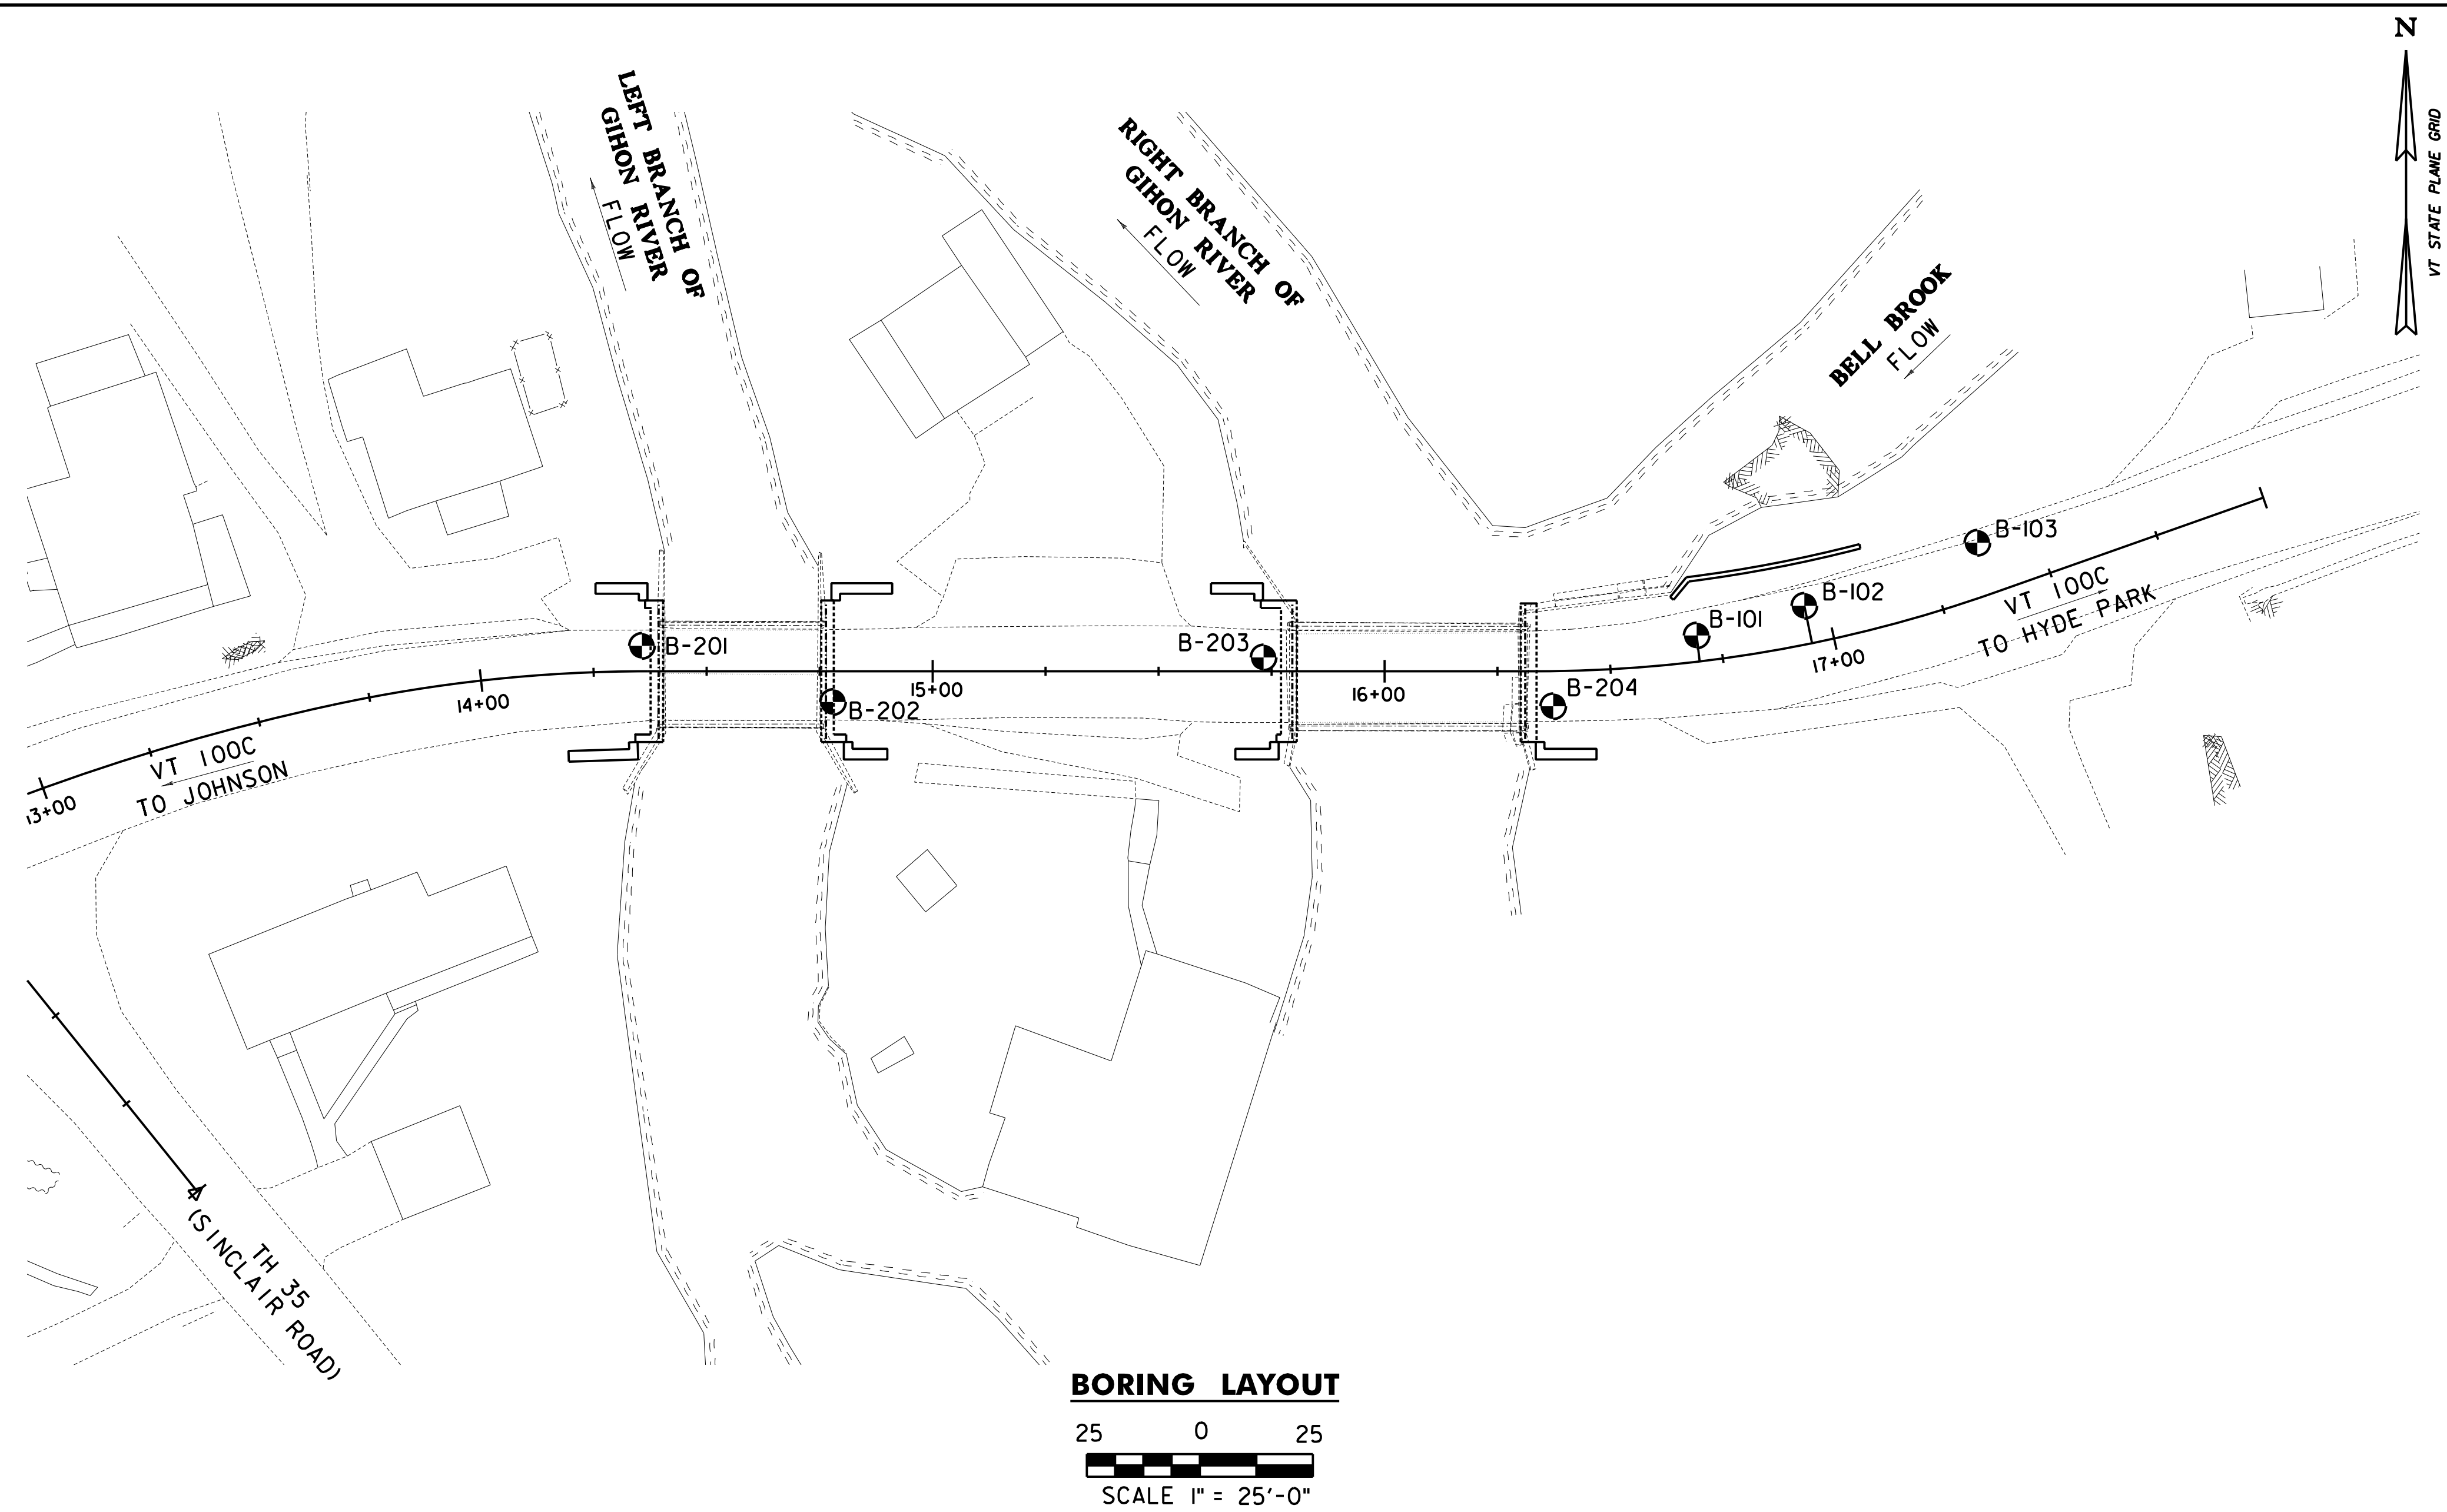 N
VT STATE PLANE GRID
LEFT BRANCH OF
GIHON RIVER
FLOW
RIGHT BRANCH OF
GIHON RIVER
FLOW
BELL BROOK
FLOW
B-103
B-102
B-101
VT 100C
TO HYDE PARK
B-201
B-203
17+00
B-204
14+00
15+00
16+00
B-202
VT 100C
TO JOHNSON
13+00
TH 35
(SINCLAIR ROAD)
BORING LAYOUT
25 0 25
SCALE 1" = 25'-0"